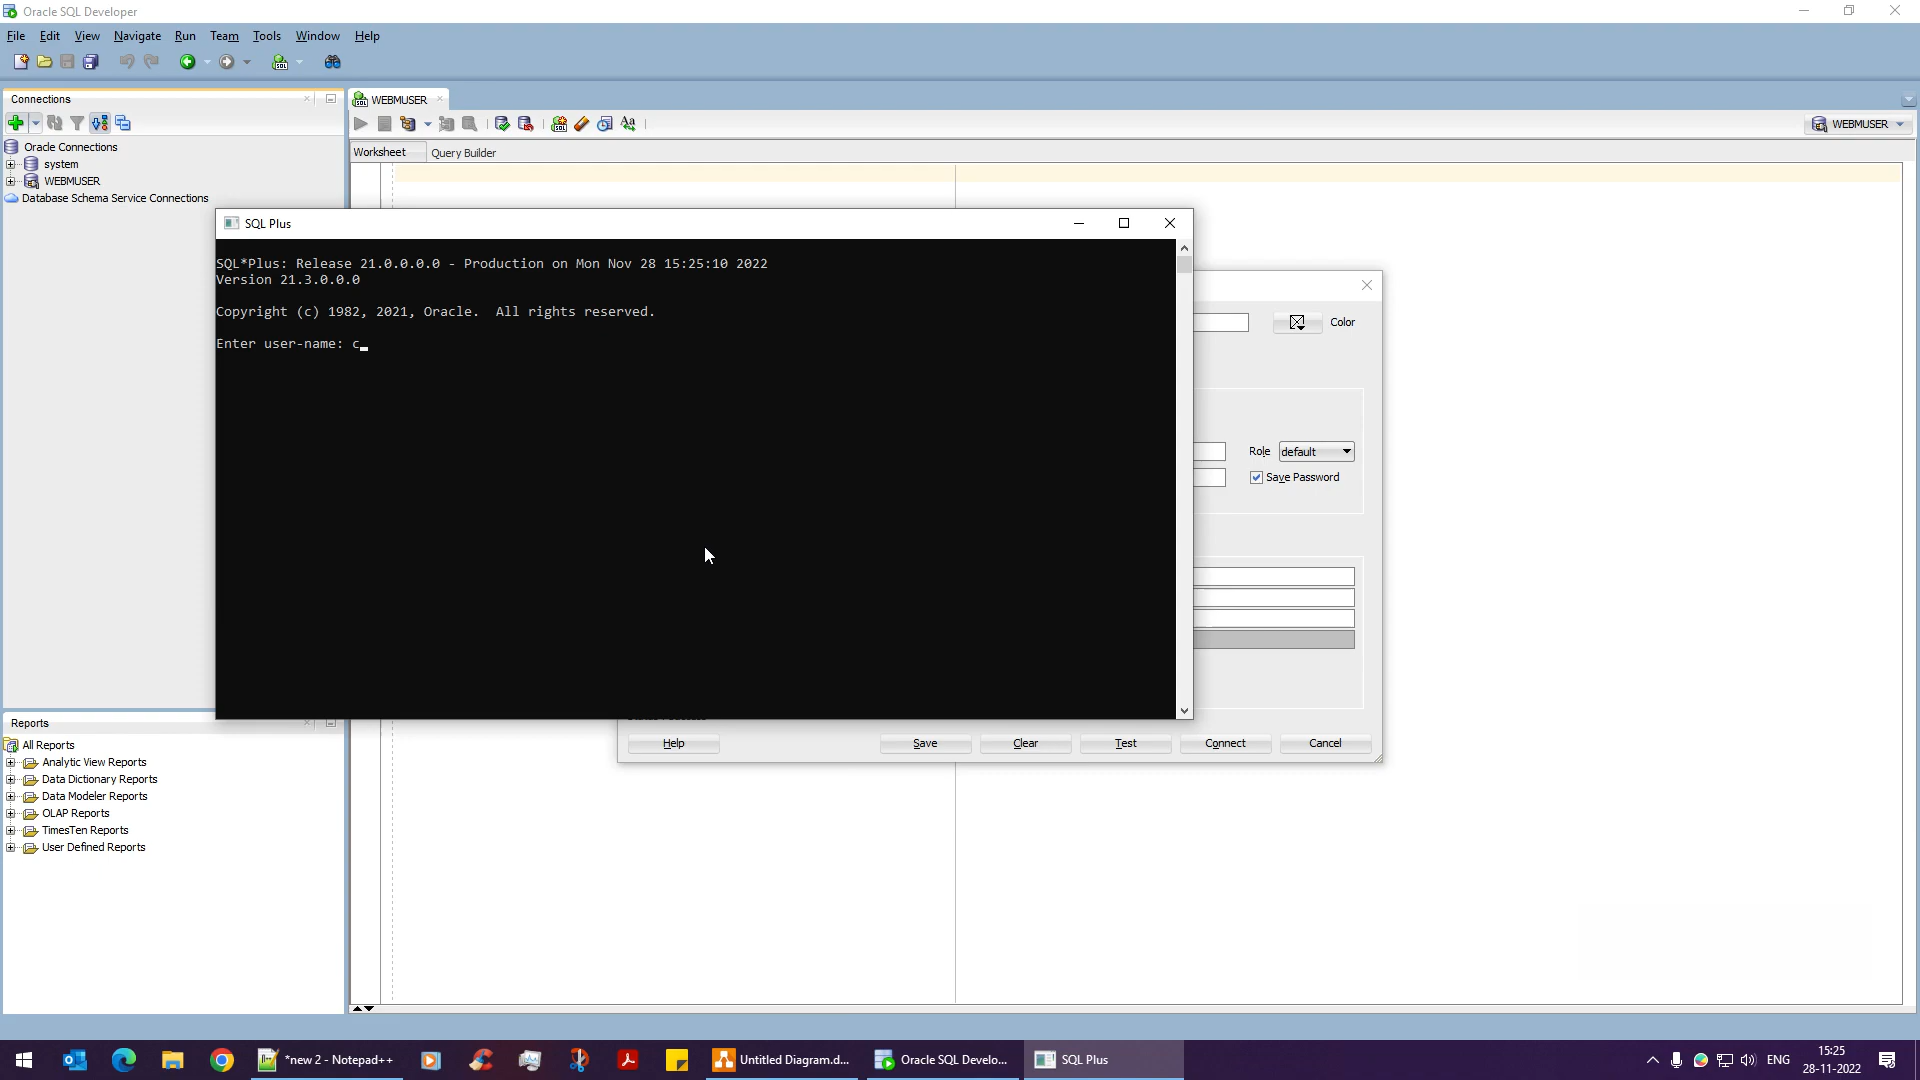 Oracle SQL Developer
File Edit View Navigate Run Team Tools Window Help
Connections
WEBMUSER
WEBMUSER
Worksheet Query Builder
Oracle Connections
system
WEBMUSER
Database Schema Service Connections
SQL Plus
SQL*Plus: Release 21.0.0.0.0 - Production on Mon Nov 28 15:25:10 2022
Version 21.3.0.0.0
Copyright (c) 1982, 2021, Oracle.  All rights reserved.
Enter user-name: c_
Color
Role default
Save Password
Help Save Clear Test Connect Cancel
Reports
All Reports
Analytic View Reports
Data Dictionary Reports
Data Modeler Reports
OLAP Reports
TimesTen Reports
User Defined Reports
*new 2 - Notepad++
Untitled Diagram.d...
Oracle SQL Develo...
SQL Plus
ENG
15:25
28-11-2022